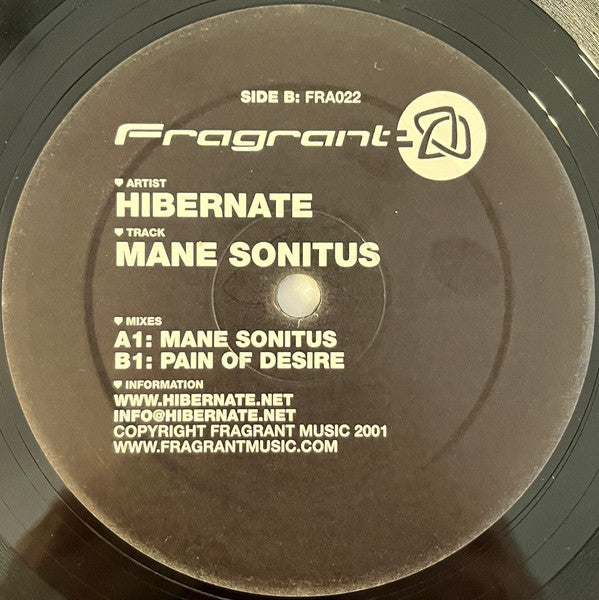 SIDE B: FRA022
Fragrant
♥ ARTIST
HIBERNATE
♥ TRACK
MANE SONITUS
♥ MIXES
A1: MANE SONITUS
B1: PAIN OF DESIRE
♥ INFORMATION
WWW.HIBERNATE.NET
INFO@HIBERNATE.NET
COPYRIGHT FRAGRANT MUSIC 2001
WWW.FRAGRANTMUSIC.COM